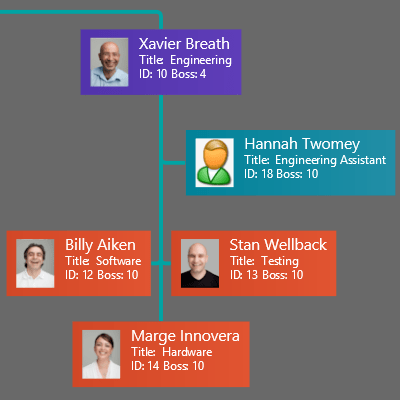 Xavier Breath
Title: Engineering
ID: 10 Boss: 4
Hannah Twomey
Title: Engineering Assistant
ID: 18 Boss: 10
Billy Aiken
Title: Software
ID: 12 Boss: 10
Stan Wellback
Title: Testing
ID: 13 Boss: 10
Marge Innovera
Title: Hardware
ID: 14 Boss: 10